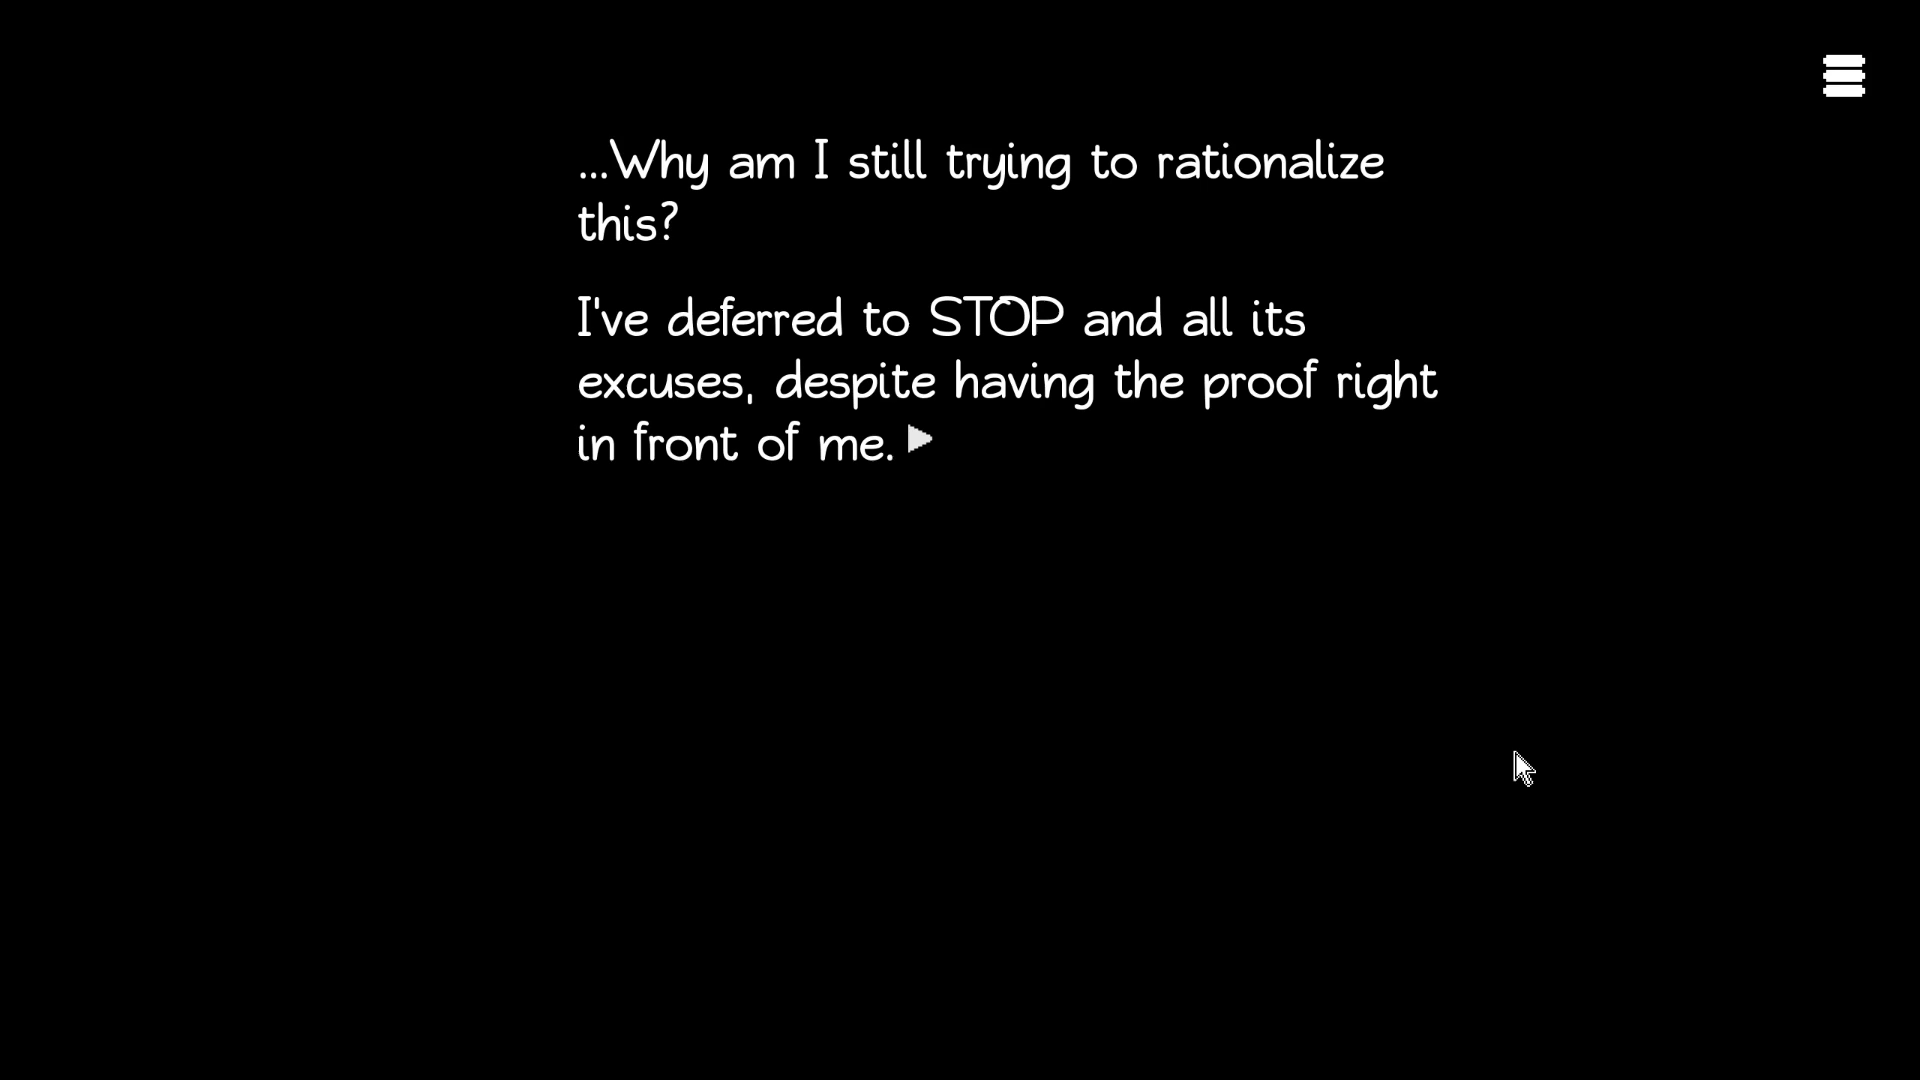 ...Why am I still trying to rationalize
this?
I've deferred to STOP and all its
excuses, despite having the proof right
in front of me.